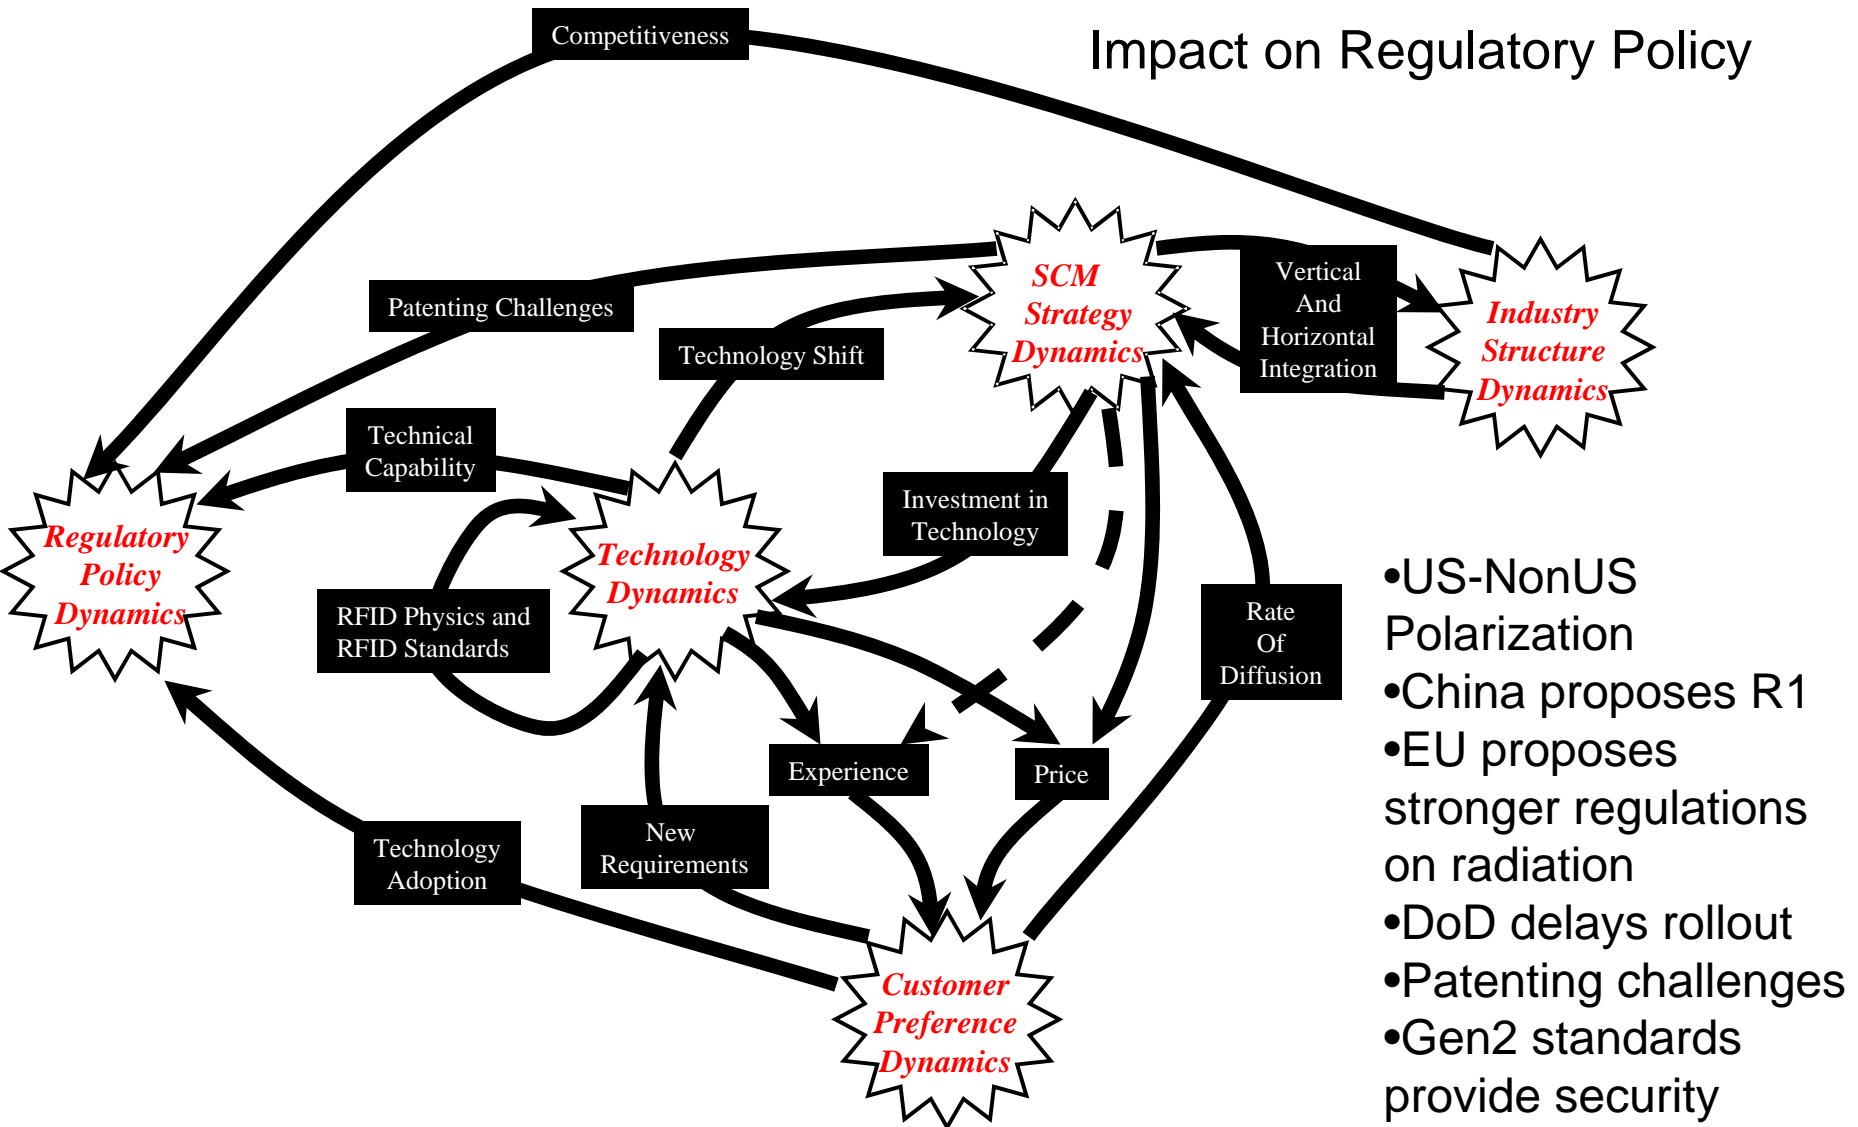 Competitiveness
Impact on Regulatory Policy
SCM
Strategy
Dynamics
Vertical
And
Horizontal
Integration
Industry
Structure
Dynamics
Patenting Challenges
Technology Shift
Technical
Capability
Investment in
Technology
Regulatory
Policy
Dynamics
Technology
Dynamics
RFID Physics and
RFID Standards
Rate
Of
Diffusion
Experience
Price
New
Requirements
Technology
Adoption
Customer
Preference
Dynamics
•US-NonUS
Polarization
•China proposes R1
•EU proposes
stronger regulations
on radiation
•DoD delays rollout
•Patenting challenges
•Gen2 standards
provide security